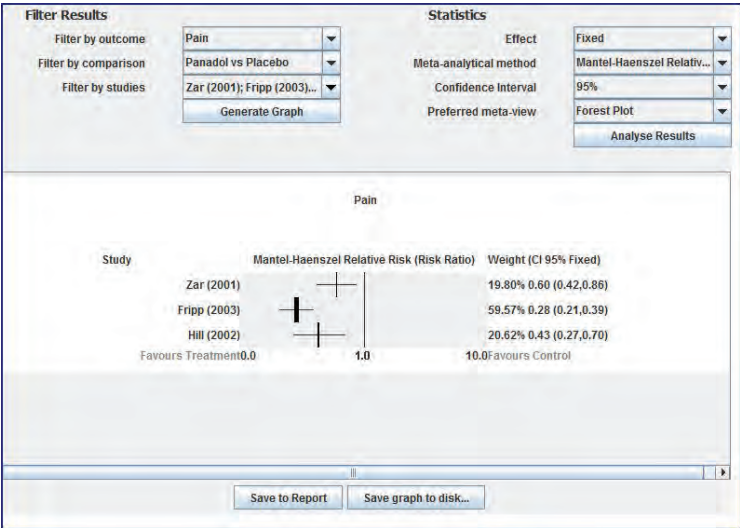 Filter Results Statistics
Filter by outcome Pain Effect Fixed
Filter by comparison Panadol vs Placebo Meta-analytical method Mantel-Haenszel Relativ...
Filter by studies Zar (2001); Fripp (2003)... Confidence Interval 95%
Generate Graph Preferred meta-view Forest Plot
Analyse Results
Pain
Study Mantel-Haenszel Relative Risk (Risk Ratio) Weight (CI 95% Fixed)
Zar (2001) 19.80% 0.60 (0.42,0.86)
Fripp (2003) 59.57% 0.28 (0.21,0.39)
Hill (2002) 20.62% 0.43 (0.27,0.70)
Favours Treatment0.0 1.0 10.0Favours Control
Save to Report Save graph to disk...